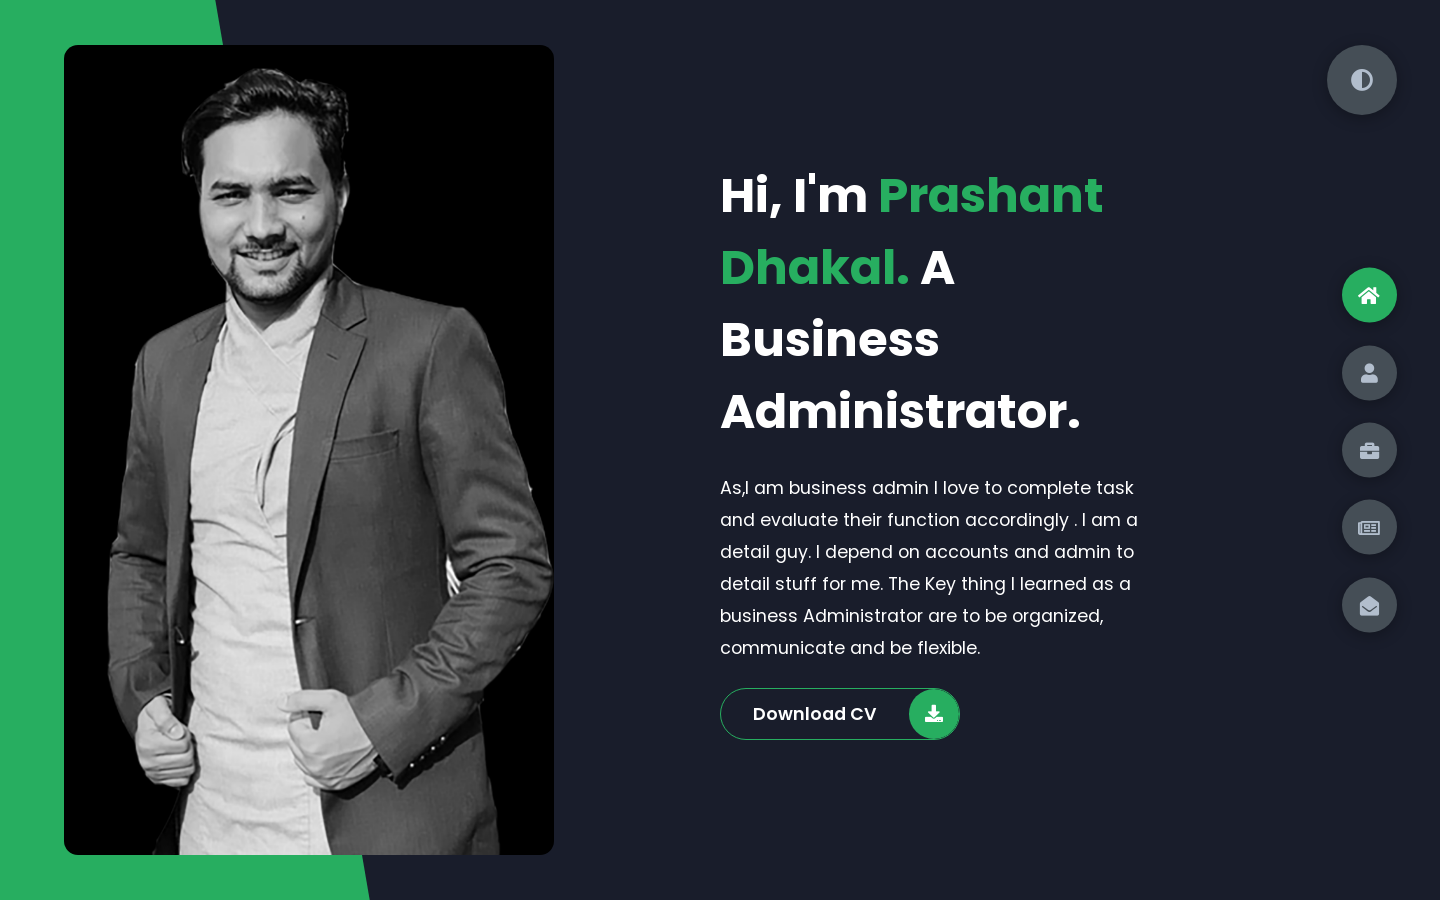 Hi, I'm Prashant
Dhakal. A
Business
Administrator.
As,I am business admin I love to complete task
and evaluate their function accordingly . I am a
detail guy. I depend on accounts and admin to
detail stuff for me. The Key thing I learned as a
business Administrator are to be organized,
communicate and be flexible.
Download CV